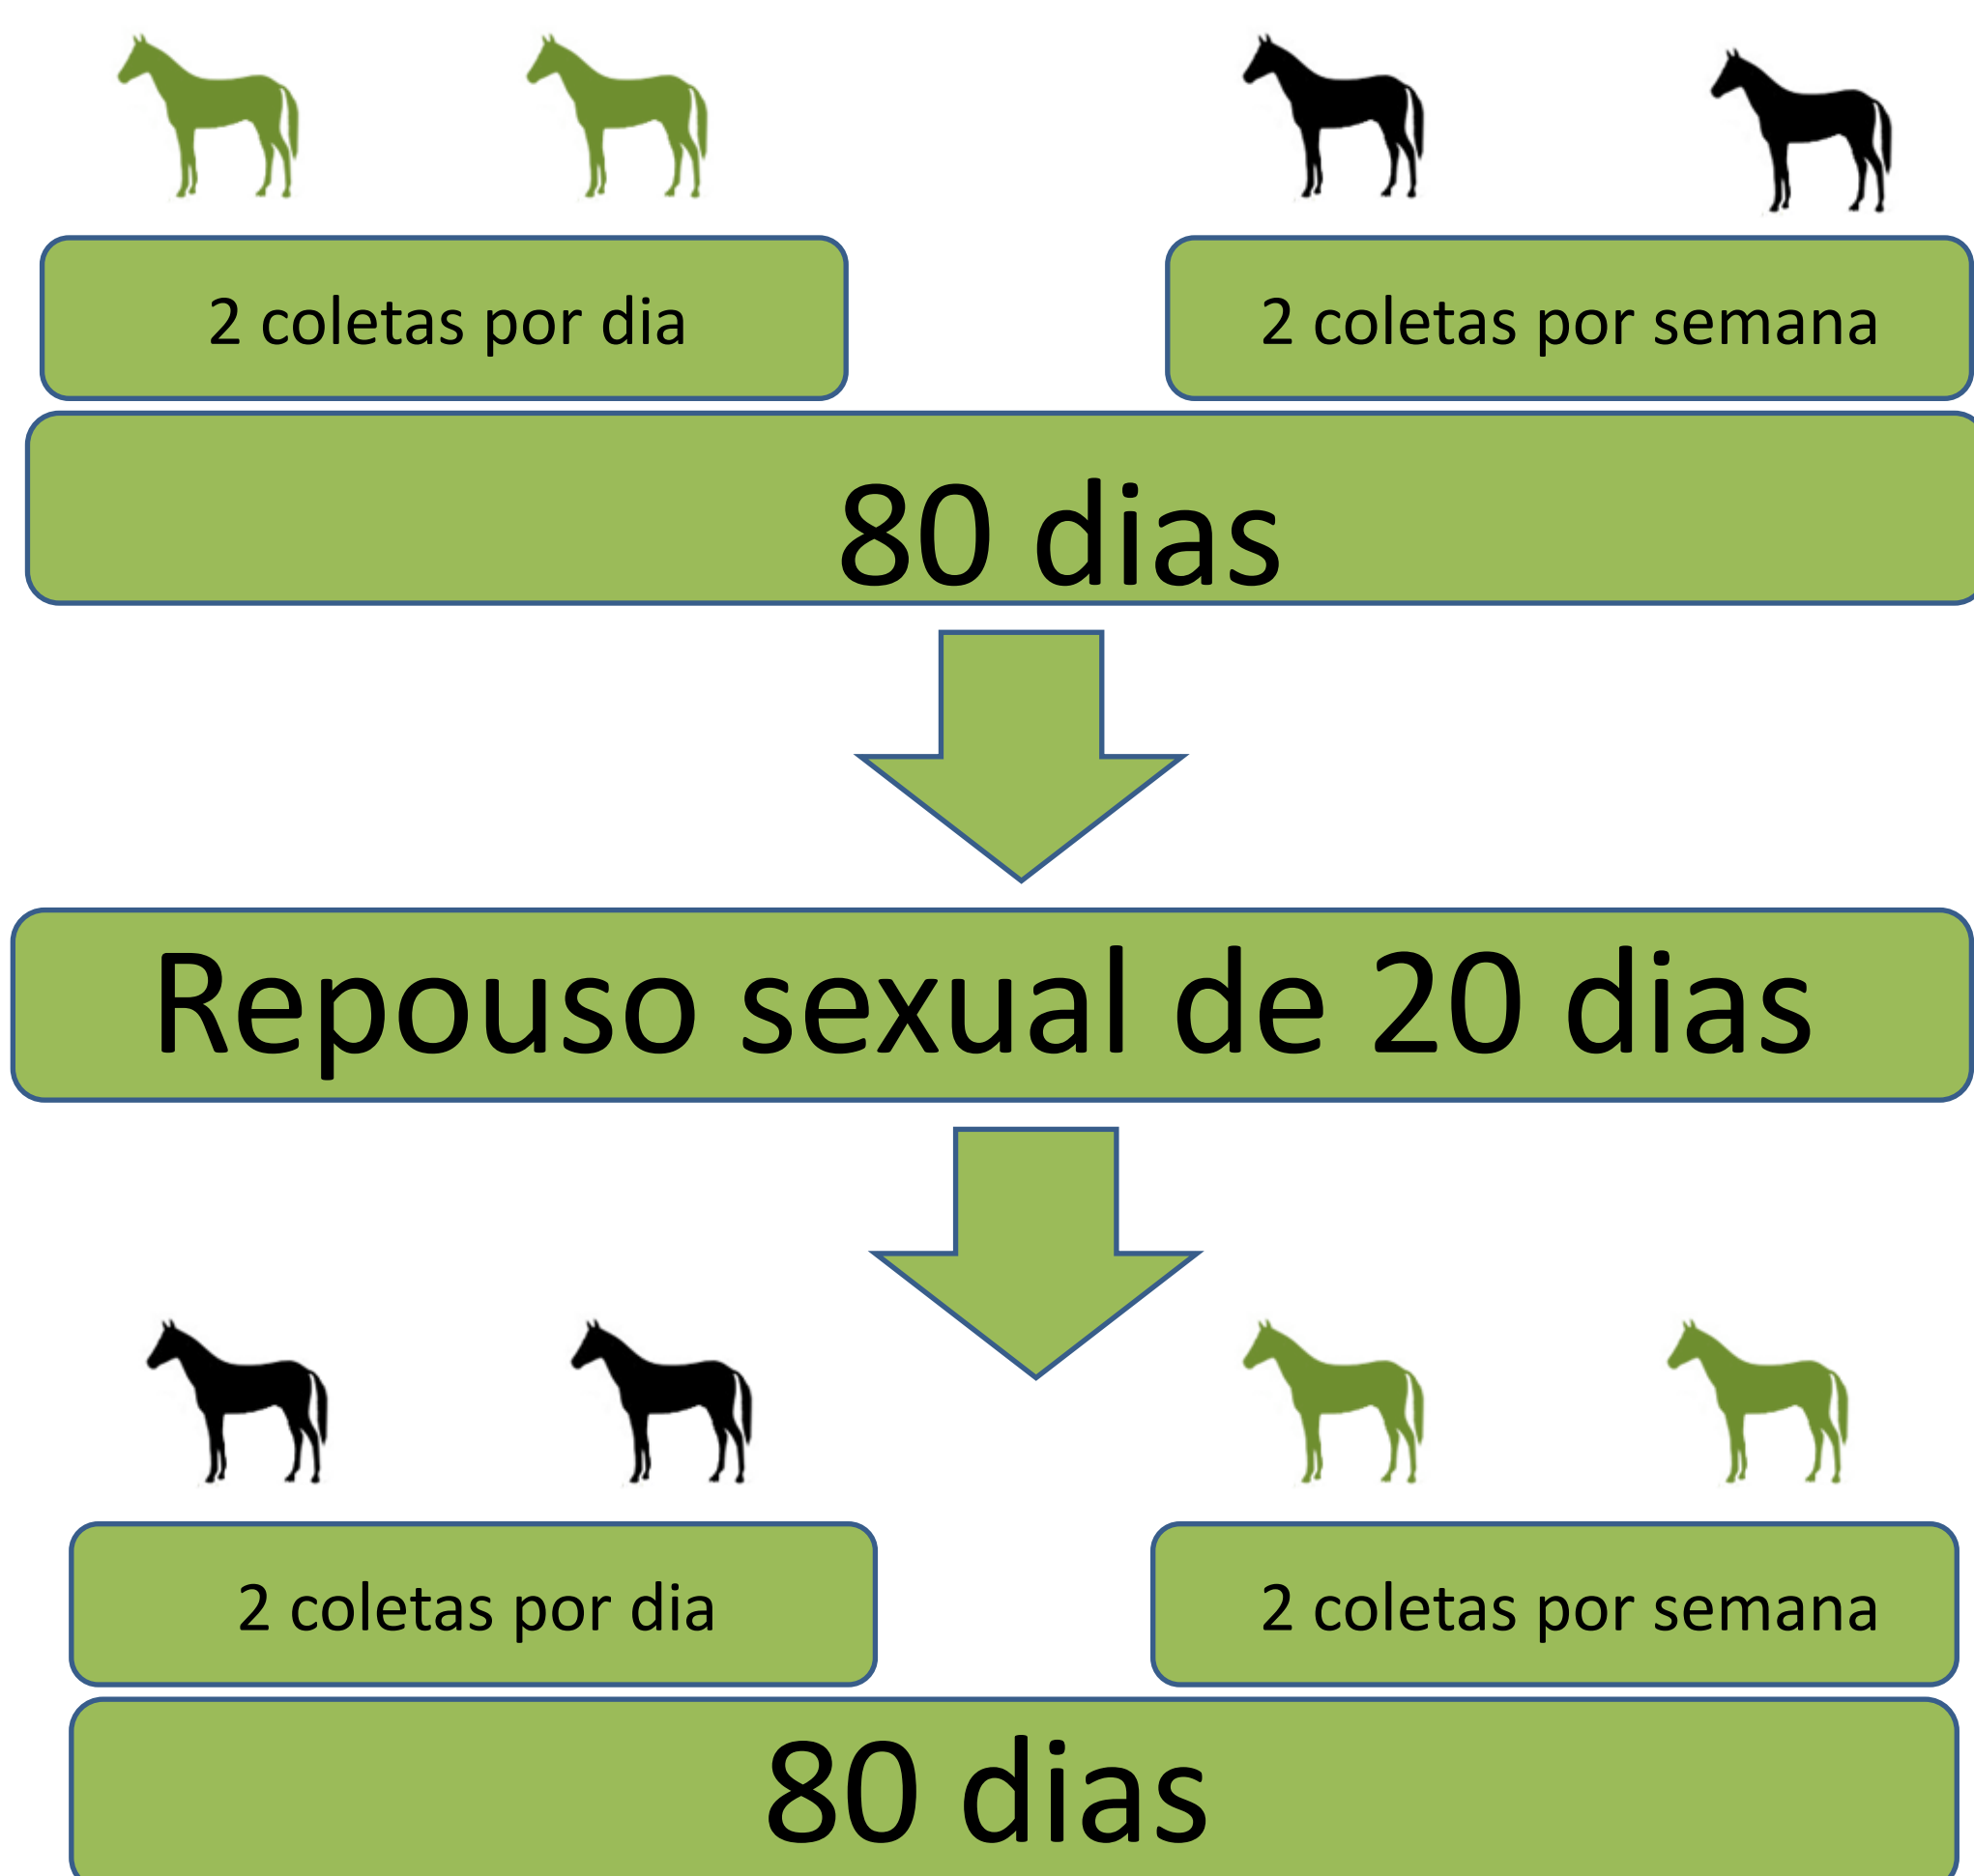 2 coletas por dia
2 coletas por semana
80 dias
Repouso sexual de 20 dias
2 coletas por dia
2 coletas por semana
80 dias